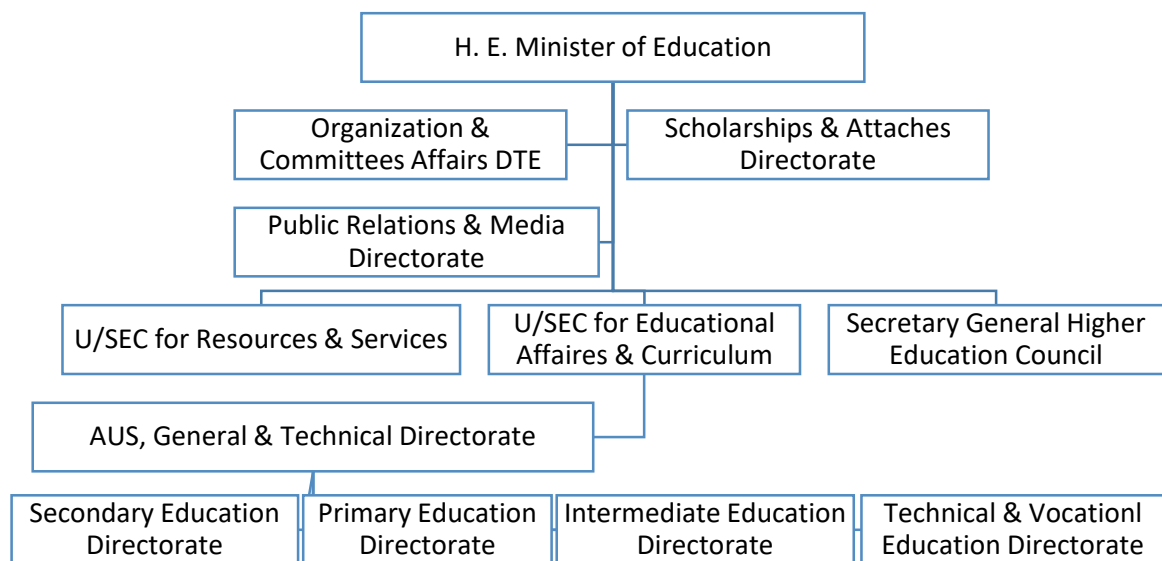 H. E. Minister of Education
Organization &
Committees Affairs DTE
Scholarships & Attaches
Directorate
Public Relations & Media
Directorate
U/SEC for Resources & Services
U/SEC for Educational
Affaires & Curriculum
Secretary General Higher
Education Council
AUS, General & Technical Directorate
Secondary Education
Directorate
Primary Education
Directorate
Intermediate Education
Directorate
Technical & Vocationl
Education Directorate